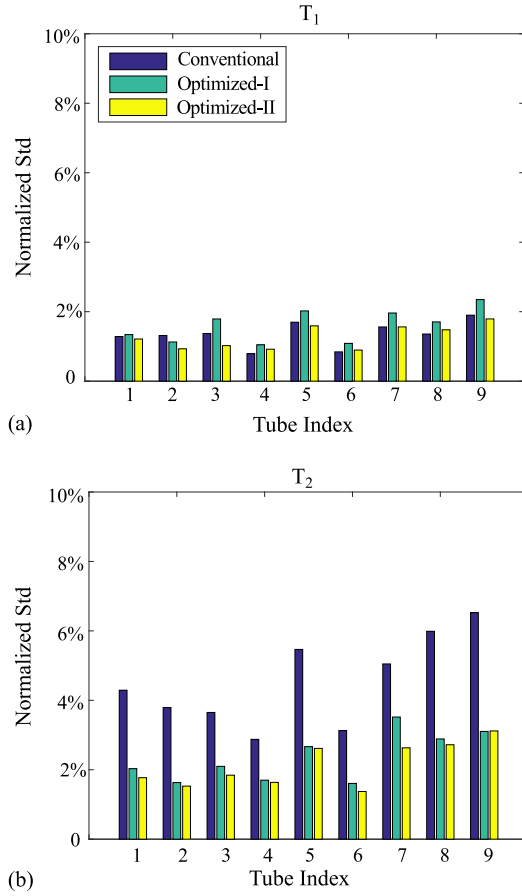 T₁
10%
8%
6%
4%
2%
0
Normalized Std
Conventional
Optimized-I
Optimized-II
1 2 3 4 5 6 7 8 9
(a)
Tube Index
T₂
10%
8%
6%
4%
2%
0
Normalized Std
1 2 3 4 5 6 7 8 9
(b)
Tube Index